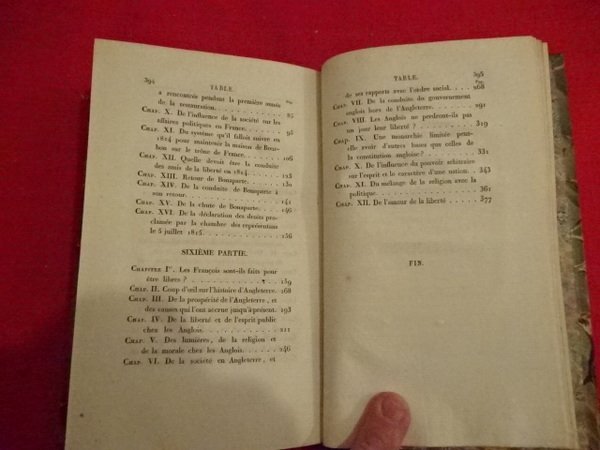 394 TABLE.
a rencontrés pendant la première année Pag.
de la restauration. 85
CHAP. X. De l'influence de la société sur les
affaires politiques en France. 95
CHAP. XI. Du système qu'il falloit suivre en
1814 pour maintenir la maison de Bour-
bon sur le trône de France. 106
CHAP. XII. Quelle devoit être la conduite
des amis de la liberté en 1814. 123
CHAP. XIII. Retour de Bonaparte. 130
CHAP. XIV. De la conduite de Bonaparte à
son retour. 141
CHAP. XV. De la chute de Bonaparte. 146
CHAP. XVI. De la déclaration des droits pro-
clamée par la chambre des représentans
le 5 juillet 1815. 156
SIXIÈME PARTIE.
CHAPITRE Ier. Les François sont-ils faits pour
être libres ? 159
CHAP. II. Coup d'œil sur l'histoire d'Angleterre. 168
CHAP. III. De la prospérité de l'Angleterre, et
des causes qui l'ont accrue jusqu'à présent. 193
CHAP. IV. De la liberté et de l'esprit public
chez les Anglois. 211
CHAP. V. Des lumières, de la religion et
de la morale chez les Anglois. 246
CHAP. VI. De la société en Angleterre, et
TABLE. 395
de ses rapports avec l'ordre social. Pag. 268
CHAP. VII. De la conduite du gouvernement
anglois hors de l'Angleterre. 291
CHAP. VIII. Les Anglois ne perdront-ils pas
un jour leur liberté ? 319
CHAP. IX. Une monarchie limitée peut-
elle avoir d'autres bases que celles de
la constitution angloise ? 331
CHAP. X. De l'influence du pouvoir arbitraire
sur l'esprit et le caractère d'une nation. 343
CHAP. XI. Du mélange de la religion avec la
politique. 361
CHAP. XII. De l'amour de la liberté. 377
FIN.